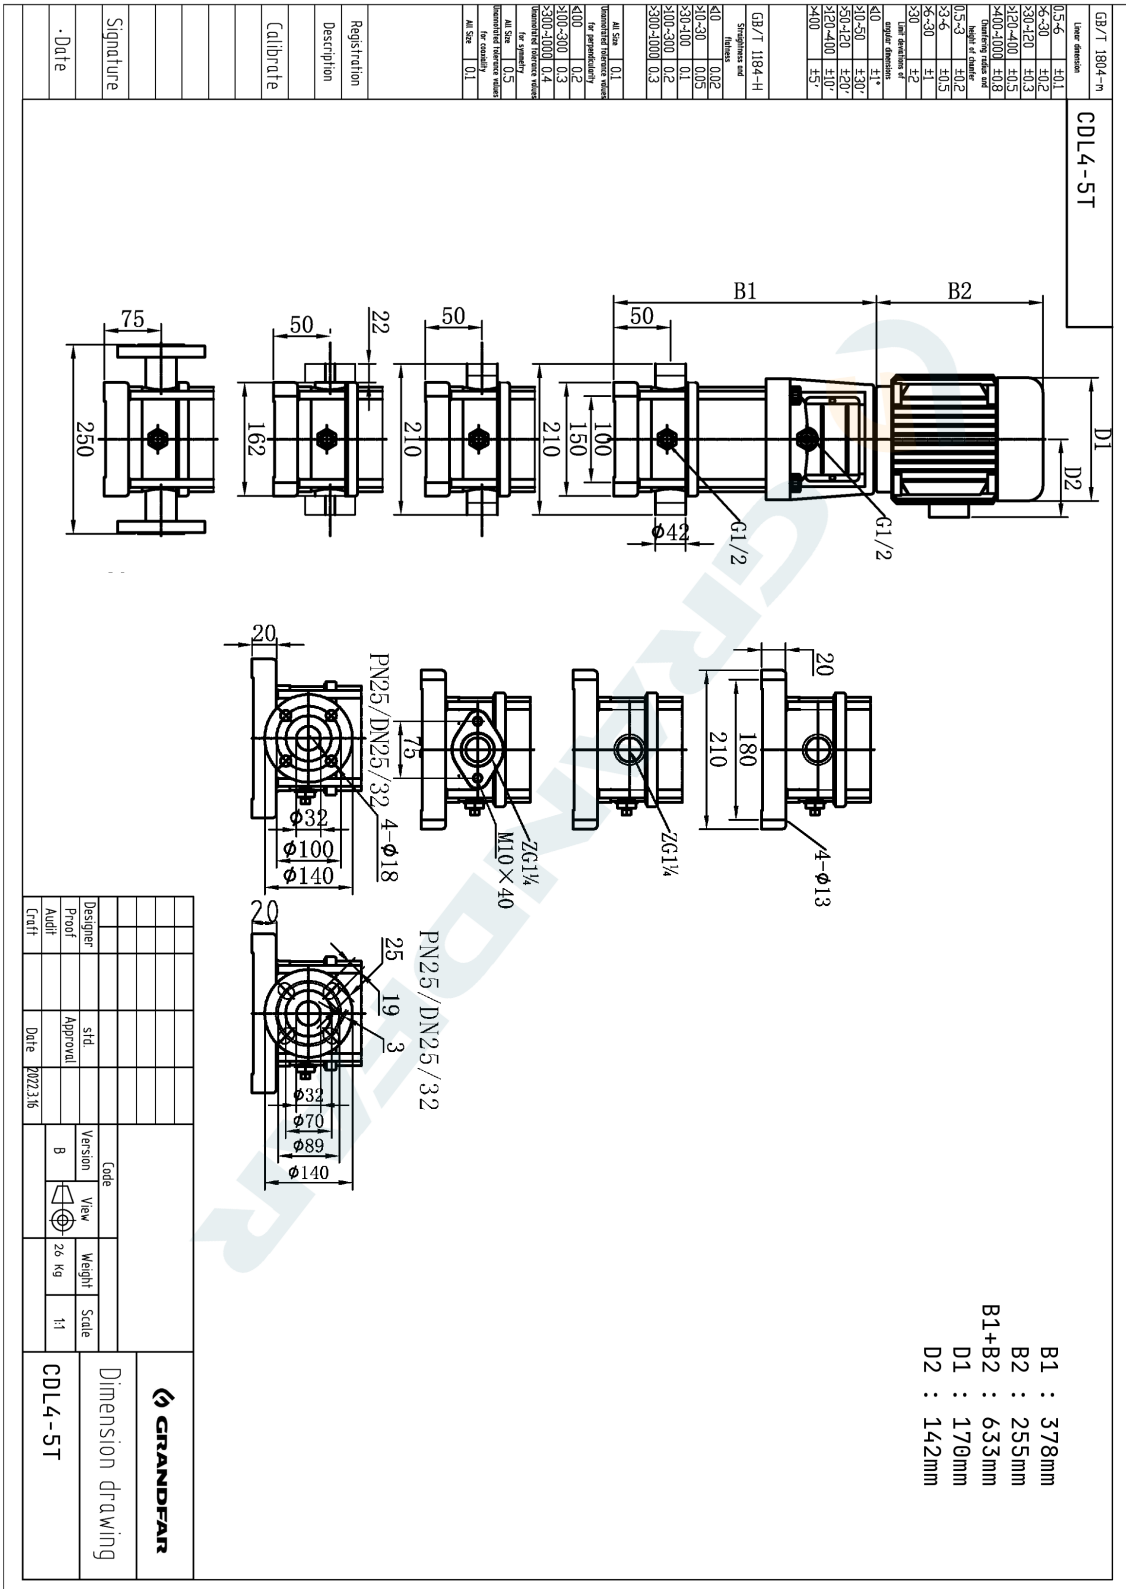 CDL4-5T
GB/T 1804-m
Linear dimension
0.5~6 ±0.1
>6~30 ±0.2
>30~120 ±0.3
>120~400 ±0.5
>400~1000 ±0.8
Chamfering radius and
height of chamfer
0.5~3 ±0.2
>3~6 ±0.5
>6~30 ±1
>30 ±2
Limit deviations of
angular dimensions
≤10 ±1°
>10~50 ±30'
>50~120 ±20'
>120~400 ±10'
>400 ±5'
GB/T 1184-H
Straightness and
flatness
≤10 0.02
>10~30 0.05
>30~100 0.1
>100~300 0.2
>300~1000 0.3
All Size 0.1
Unannotated tolerance values
for perpendicularity
≤100 0.2
>100~300 0.3
>300~1000 0.4
Unannotated tolerance values
for symmetry
All Size 0.5
Unannotated tolerance values
for coaxiality
All Size 0.1
Registration
Description
Calibrate
Signature
·Date
B1
B2
D1
D2
G1/2
G1/2
50
100
150
210
ϕ42
50
210
22
50
162
75
250
20
180
210
4-ϕ13
ZG1¼
ZG1¼
M10×40
75
PN25/DN25/32
20
4-ϕ18
ϕ32
ϕ100
ϕ140
PN25/DN25/32
20
25
19
3
ϕ32
ϕ70
ϕ89
ϕ140
B1 : 378mm
B2 : 255mm
B1+B2 : 633mm
D1 : 170mm
D2 : 142mm
GRANDFAR
Designer
Proof
Audit
Craft
std.
Approval
Date 2022.3.16
Code
Version View Weight Scale
B 26 Kg 1:1
GRANDFAR
Dimension drawing
CDL4-5T